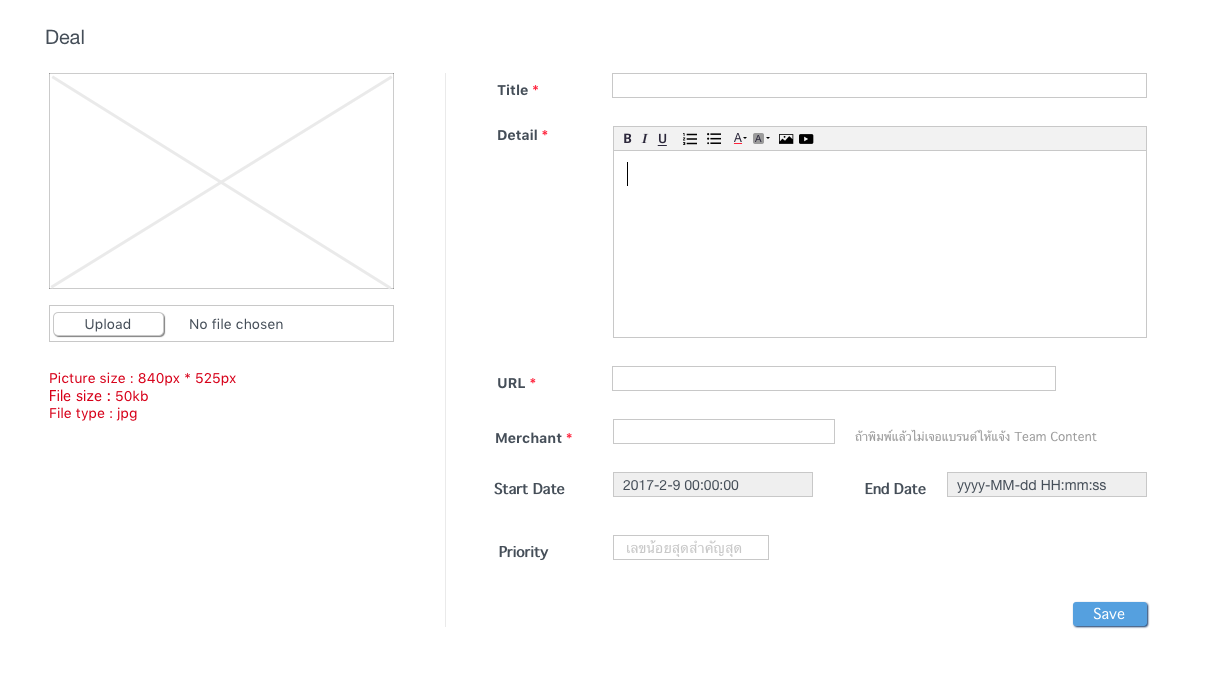 Deal
Upload No file chosen
Picture size : 840px * 525px
File size : 50kb
File type : jpg
Title *
Detail *
B I U A A
URL *
Merchant * ถ้าพิมพ์แล้วไม่เจอแบรนด์ให้แจ้ง Team Content
Start Date 2017-2-9 00:00:00 End Date yyyy-MM-dd HH:mm:ss
Priority เลขน้อยสุดสำคัญสุด
Save